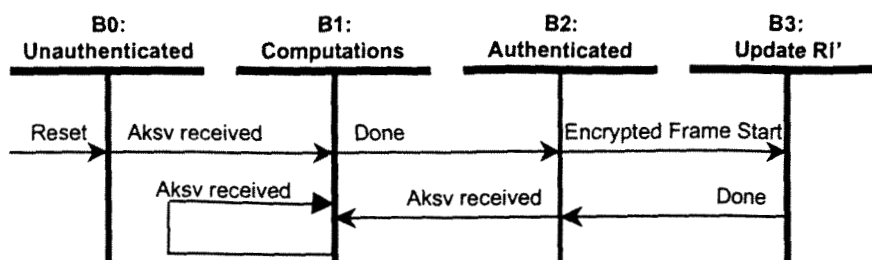 B0:
Unauthenticated
B1:
Computations
B2:
Authenticated
B3:
Update RI'
Reset
Aksv received
Done
Encrypted Frame Start
Aksv received
Aksv received
Done